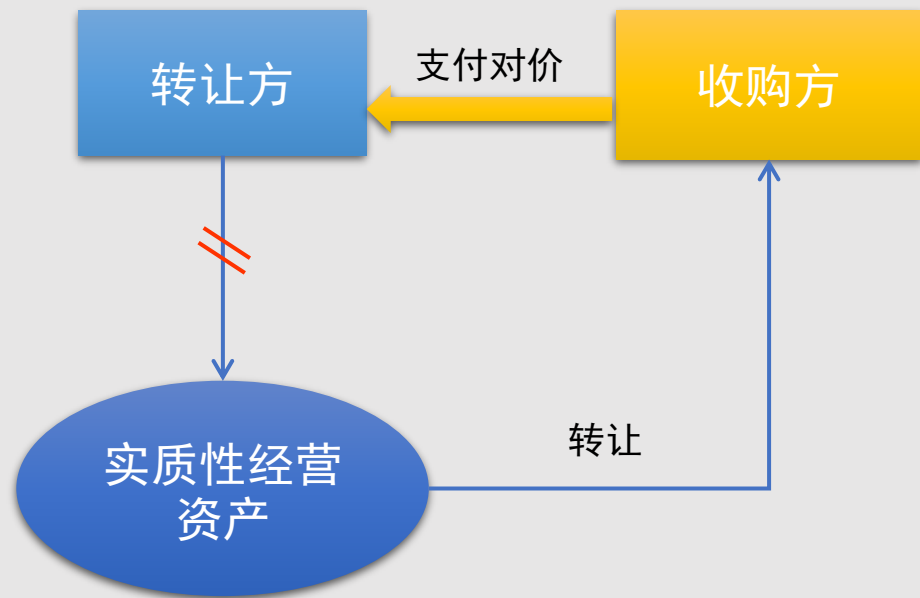 转让方
支付对价
收购方
实质性经营
资产
转让